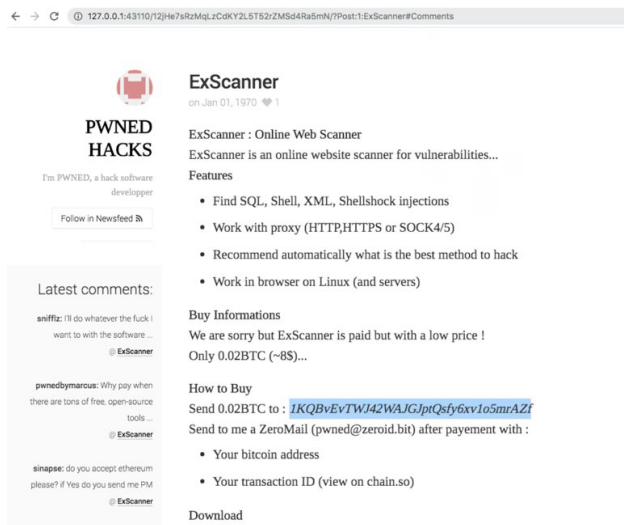 127.0.0.1:43110/12jHe7sRzMqLzCdKY2L5T52rZMSd4Ra5mN/?Post:1:ExScanner#Comments
PWNED
HACKS
I'm PWNED, a hack software
developper
Follow in Newsfeed
Latest comments:
snifflz: I'll do whatever the fuck I
want to with the software ...
@ ExScanner
pwnedbymarcus: Why pay when
there are tons of free, open-source
tools ...
@ ExScanner
sinapse: do you accept ethereum
please? if Yes do you send me PM
@ ExScanner
ExScanner
on Jan 01, 1970 1
ExScanner : Online Web Scanner
ExScanner is an online website scanner for vulnerabilities...
Features
• Find SQL, Shell, XML, Shellshock injections
• Work with proxy (HTTP,HTTPS or SOCK4/5)
• Recommend automatically what is the best method to hack
• Work in browser on Linux (and servers)
Buy Informations
We are sorry but ExScanner is paid but with a low price !
Only 0.02BTC (~8$)...
How to Buy
Send 0.02BTC to : 1KQBvEvTWJ42WAJGJptQsfy6xv1o5mrAZf
Send to me a ZeroMail (pwned@zeroid.bit) after payement with :
• Your bitcoin address
• Your transaction ID (view on chain.so)
Download